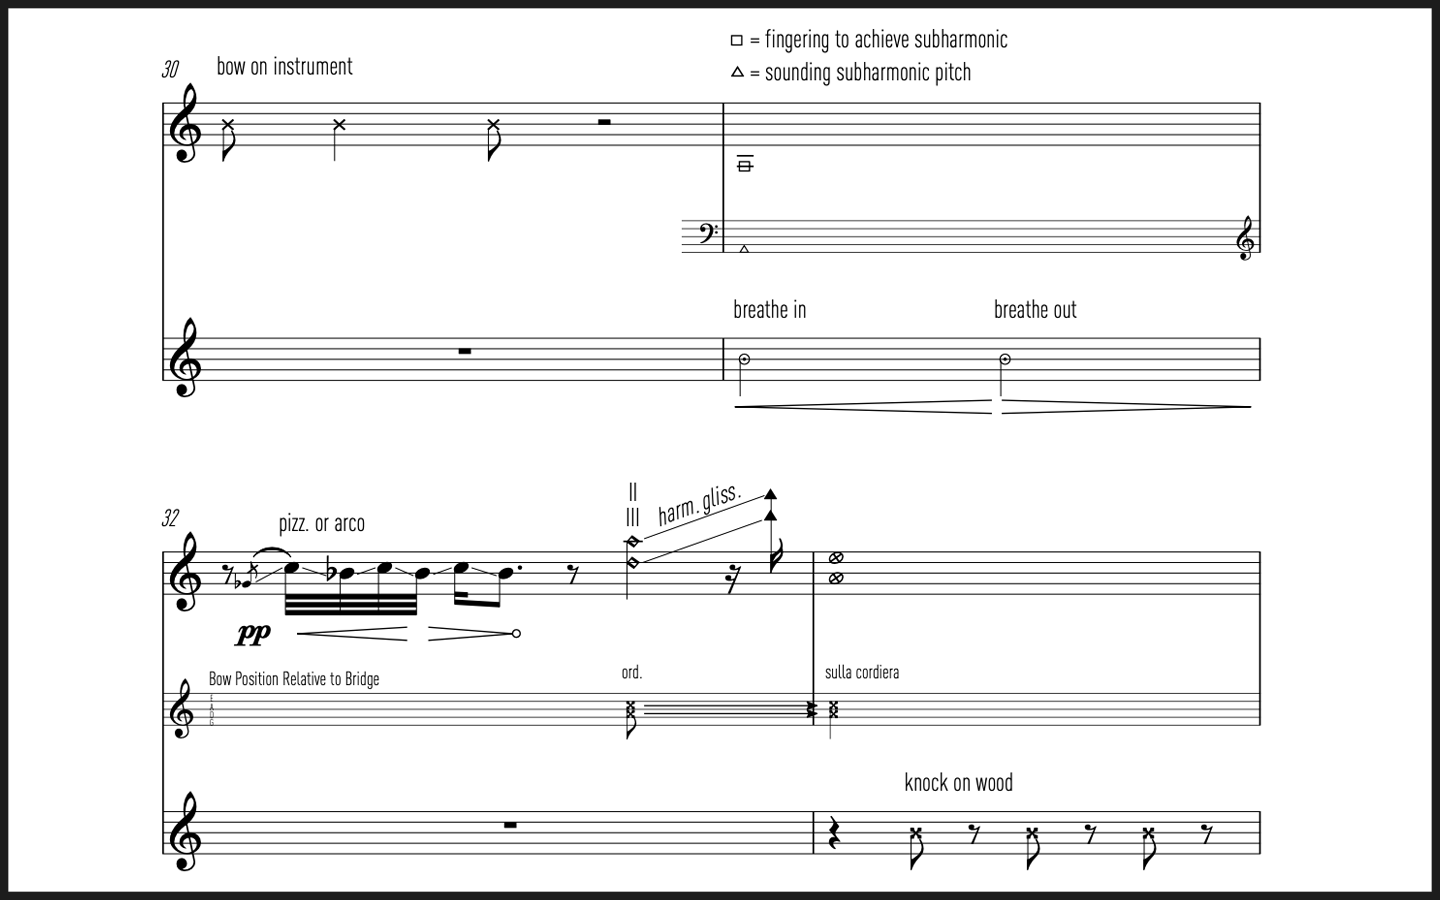 □ = fingering to achieve subharmonic
30 bow on instrument
△ = sounding subharmonic pitch
breathe in breathe out
II
III harm. gliss.
32 pizz. or arco
pp
Bow Position Relative to Bridge ord. sulla cordiera
E
A
D
G
knock on wood